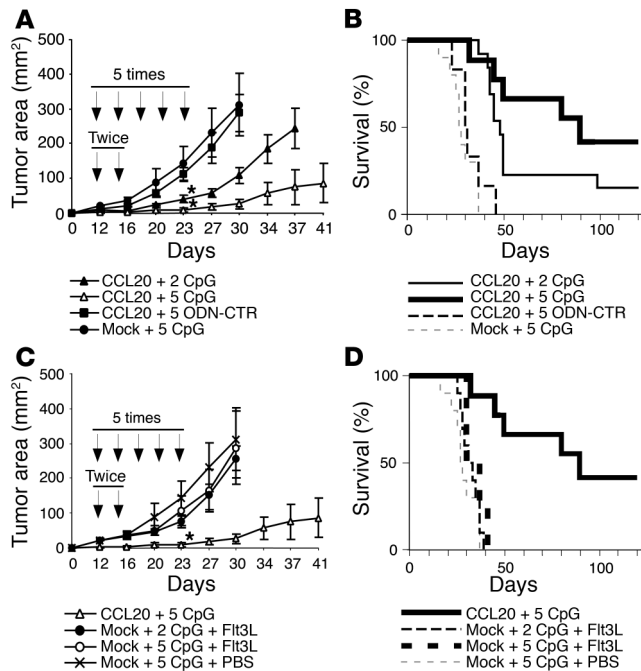 A
Tumor area (mm2)
500
400
300
200
100
0
5 times
Twice
*
*
0 12 16 20 23 27 30 34 37 41
Days
CCL20 + 2 CpG
CCL20 + 5 CpG
CCL20 + 5 ODN-CTR
Mock + 5 CpG
B
Survival (%)
100
50
0
0 50 100
Days
CCL20 + 2 CpG
CCL20 + 5 CpG
CCL20 + 5 ODN-CTR
Mock + 5 CpG
C
Tumor area (mm2)
500
400
300
200
100
0
5 times
Twice
*
0 12 16 20 23 27 30 34 37 41
Days
CCL20 + 5 CpG
Mock + 2 CpG + Flt3L
Mock + 5 CpG + Flt3L
Mock + 5 CpG + PBS
D
Survival (%)
100
50
0
0 50 100
Days
CCL20 + 5 CpG
Mock + 2 CpG + Flt3L
Mock + 5 CpG + Flt3L
Mock + 5 CpG + PBS